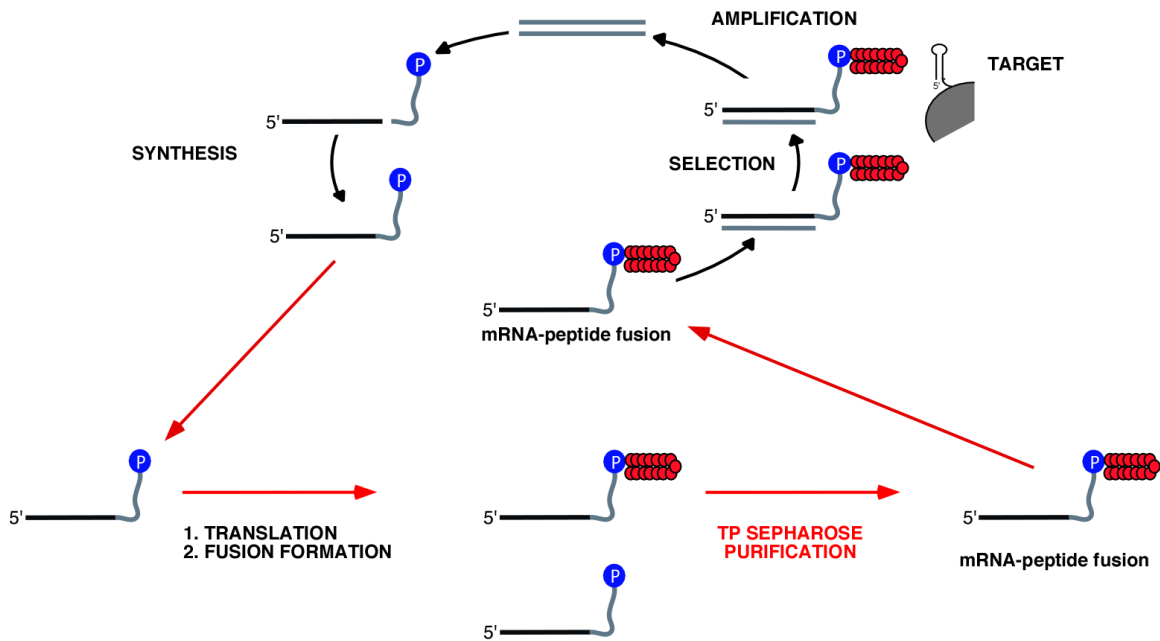 AMPLIFICATION
P
P
TARGET
5'
5'
SYNTHESIS
SELECTION
P
P
5'
5'
P
5'
mRNA-peptide fusion
P
P
P
5'
5'
5'
1. TRANSLATION
2. FUSION FORMATION
TP SEPHAROSE
PURIFICATION
mRNA-peptide fusion
P
5'